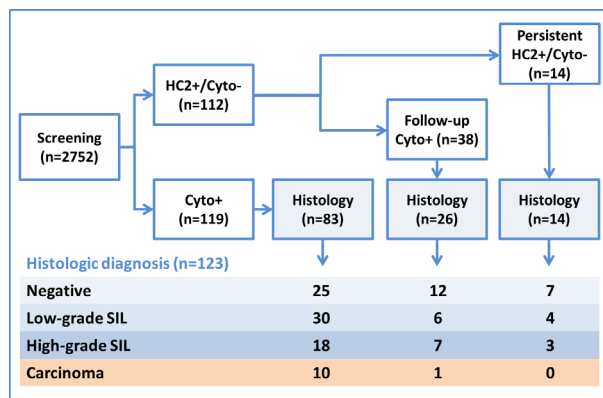 Persistent
HC2+/Cyto-
(n=14)
HC2+/Cyto-
(n=112)
Follow-up
Cyto+ (n=38)
Screening
(n=2752)
Cyto+
(n=119)
Histology
(n=83)
Histology
(n=26)
Histology
(n=14)
Histologic diagnosis (n=123)
Negative 25 12 7
Low-grade SIL 30 6 4
High-grade SIL 18 7 3
Carcinoma 10 1 0